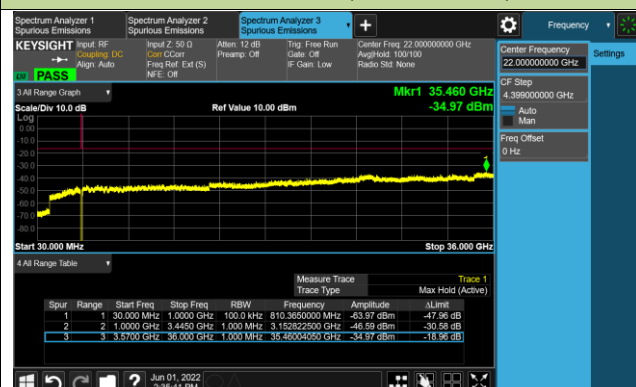 Spectrum Analyzer 1
Spurious Emissions
Spectrum Analyzer 2
Spurious Emissions
Spectrum Analyzer 3
Spurious Emissions
Frequency
KEYSIGHT
Input: RF
Coupling: DC
Align: Auto
Input Z: 50 Ω
Corr CCorr
Freq Ref: Ext (S)
NFE: Off
Atten: 12 dB
Preamp: Off
Trig: Free Run
Gate: Off
IF Gain: Low
Center Freq: 22.000000000 GHz
Avg|Hold: 100/100
Radio Std: None
PASS
Center Frequency
22.000000000 GHz
Settings
CF Step
4.399000000 GHz
Auto
Man
Freq Offset
0 Hz
3 All Range Graph
Mkr1 35.460 GHz
-34.97 dBm
Scale/Div 10.0 dB
Ref Value 10.00 dBm
Log
0.00
-10.0
-20.0
-30.0
-40.0
-50.0
-60.0
-70.0
-80.0
1
Start 30.000 MHz
Stop 36.000 GHz
4 All Range Table
Measure Trace Trace 1
Trace Type Max Hold (Active)
Spur Range Start Freq Stop Freq RBW Frequency Amplitude ΔLimit
1 1 30.000 MHz 1.0000 GHz 100.0 kHz 810.3650000 MHz -63.97 dBm -47.96 dB
2 2 1.0000 GHz 3.4450 GHz 1.000 MHz 3.152822500 GHz -46.59 dBm -30.58 dB
3 3 3.5700 GHz 36.000 GHz 1.000 MHz 35.46004050 GHz -34.97 dBm -18.96 dB
Jun 01, 2022